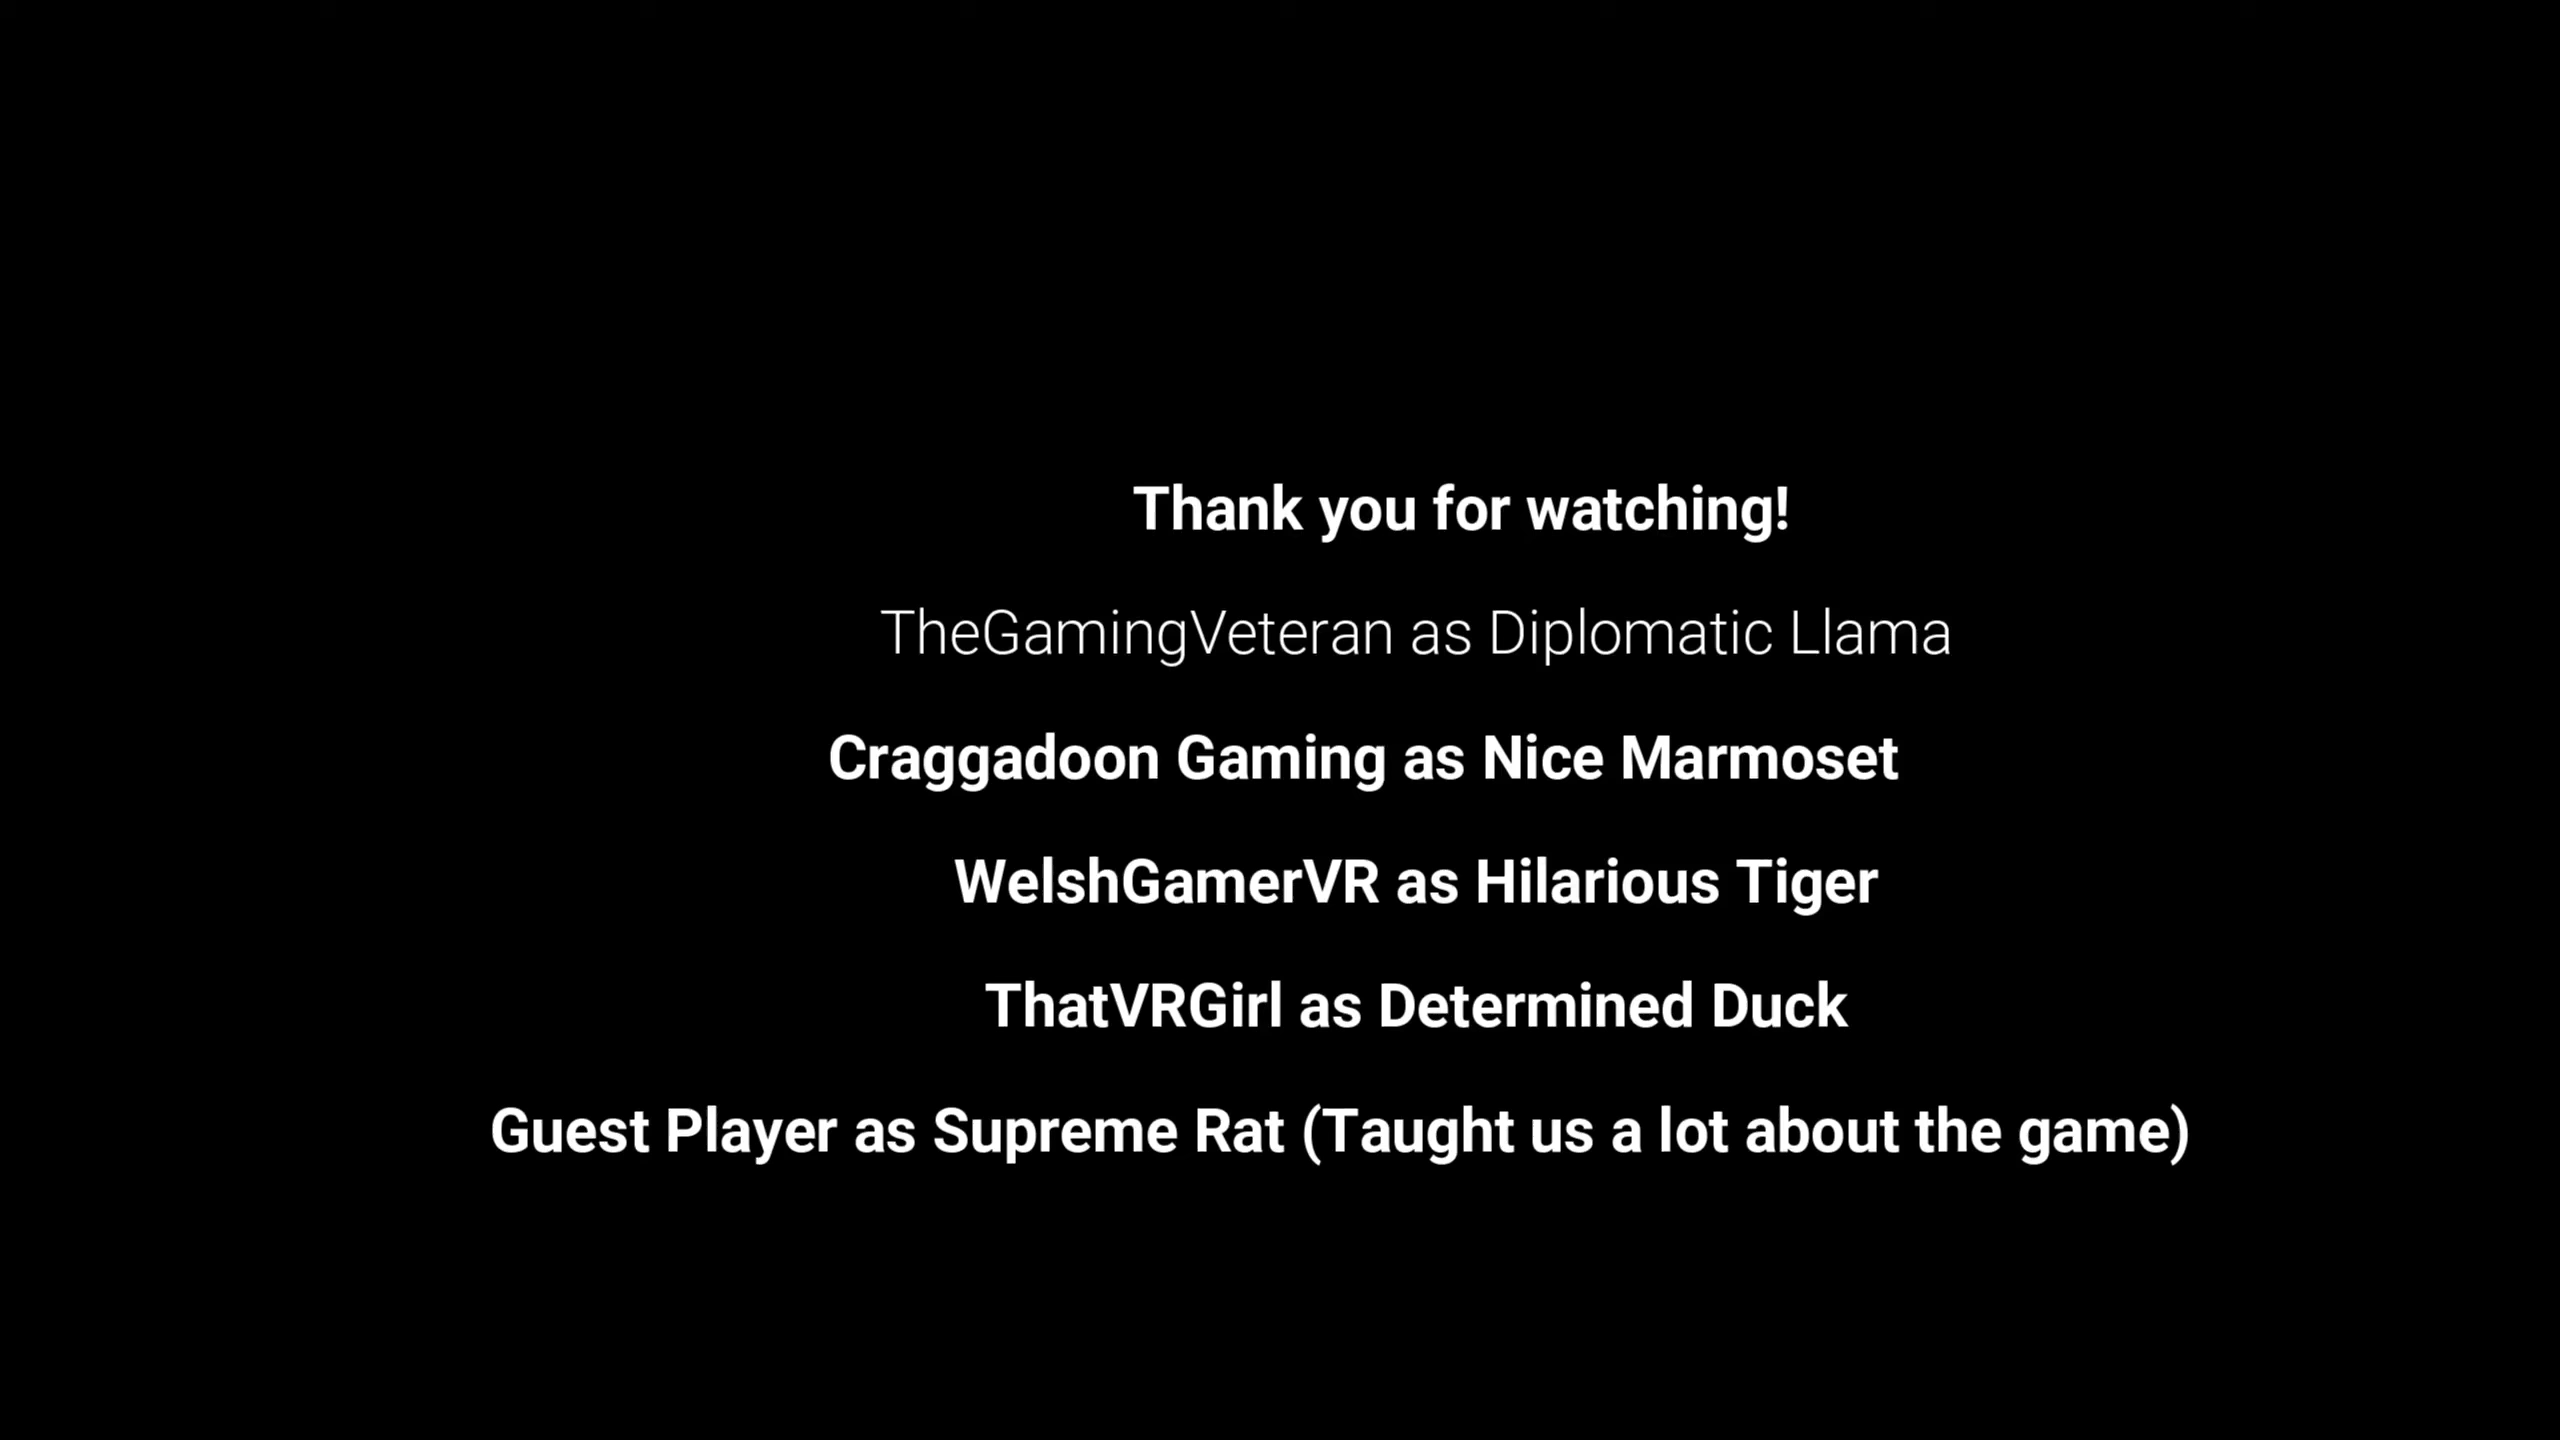 Thank you for watching!
TheGamingVeteran as Diplomatic Llama
Craggadoon Gaming as Nice Marmoset
WelshGamerVR as Hilarious Tiger
ThatVRGirl as Determined Duck
Guest Player as Supreme Rat (Taught us a lot about the game)